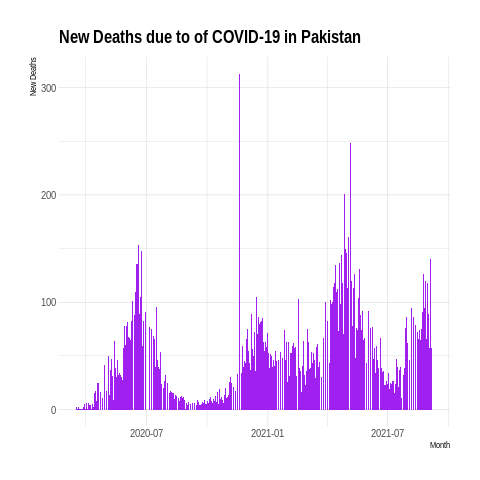 New Deaths due to of COVID-19 in Pakistan
New Deaths
300
200
100
0
2020-07
2021-01
2021-07
Month